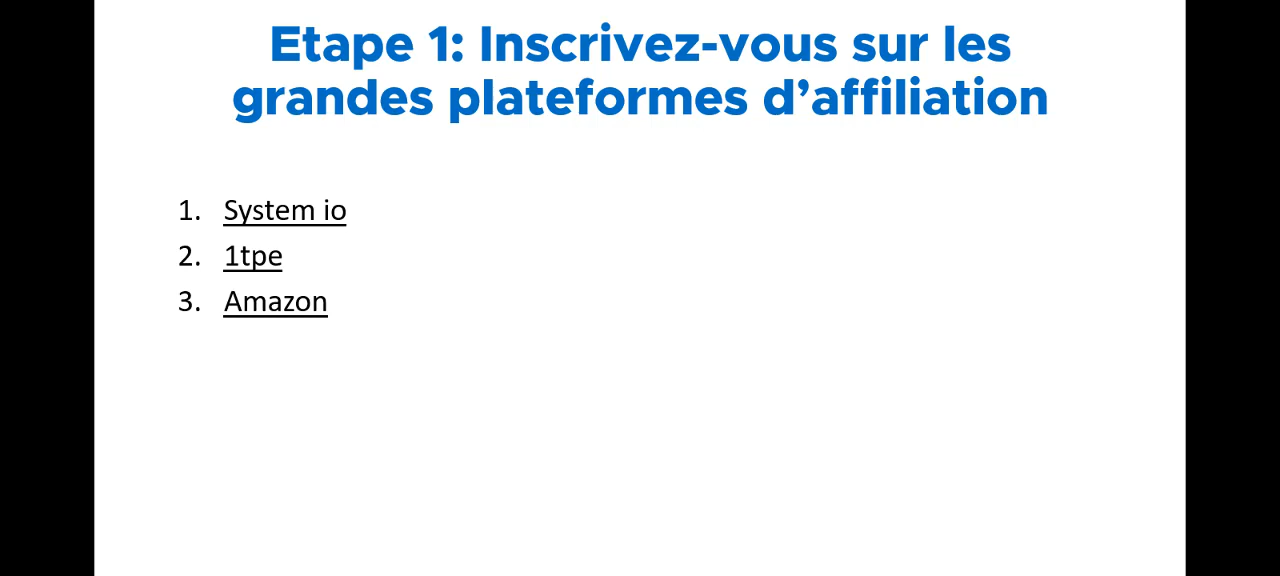 Etape 1: Inscrivez-vous sur les
grandes plateformes d’affiliation
1. System io
2. 1tpe
3. Amazon